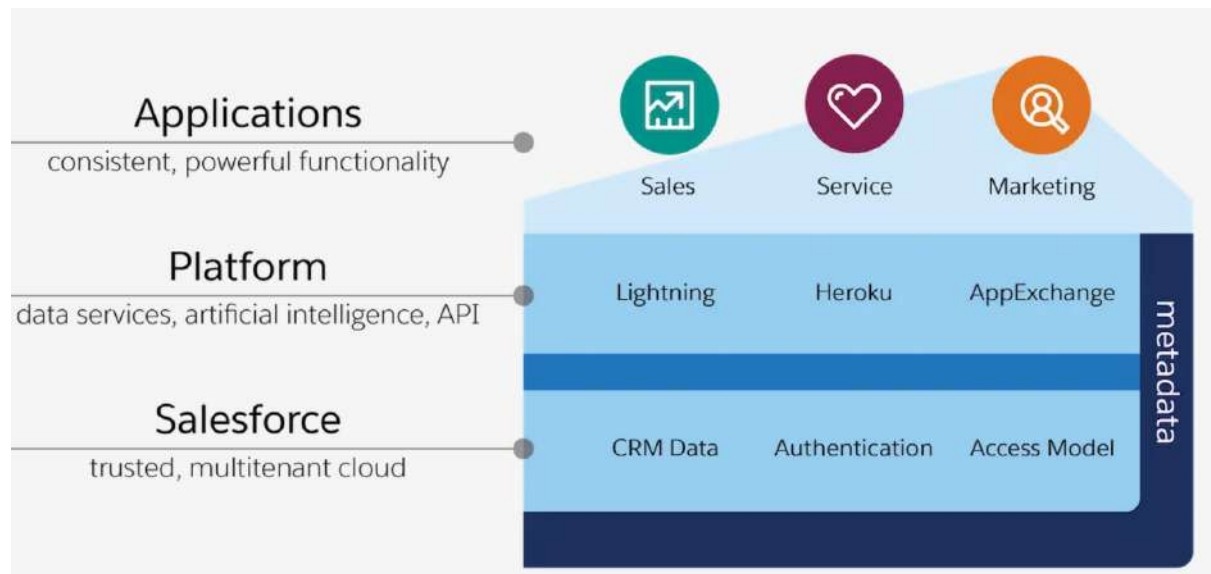 Applications
consistent, powerful functionality
Sales
Service
Marketing
Platform
data services, artificial intelligence, API
Lightning
Heroku
AppExchange
Salesforce
trusted, multitenant cloud
CRM Data
Authentication
Access Model
metadata